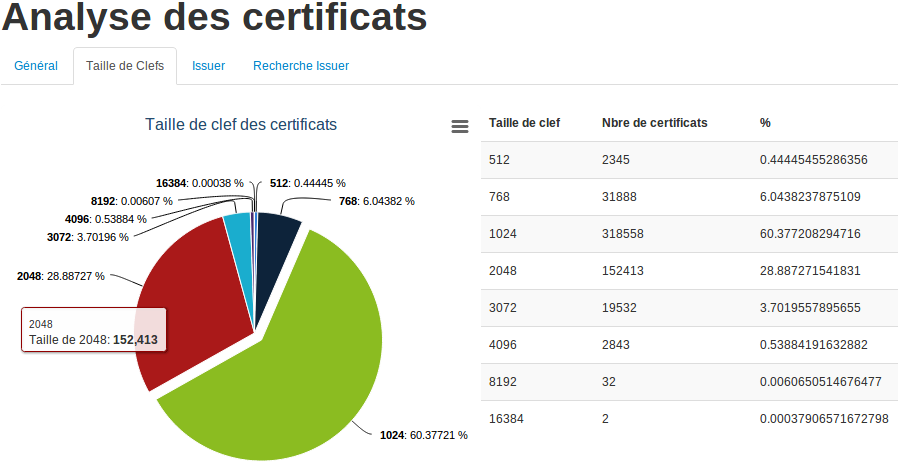 Analyse des certificats
Général Taille de Clefs Issuer Recherche Issuer
Taille de clef des certificats
16384: 0.00038 %
512: 0.44445 %
8192: 0.00607 %
768: 6.04382 %
4096: 0.53884 %
3072: 3.70196 %
2048: 28.88727 %
2048
Taille de 2048: 152,413
1024: 60.37721 %
Taille de clef Nbre de certificats %
512 2345 0.44445455286356
768 31888 6.0438237875109
1024 318558 60.377208294716
2048 152413 28.887271541831
3072 19532 3.7019557895655
4096 2843 0.53884191632882
8192 32 0.0060650514676477
16384 2 0.00037906571672798